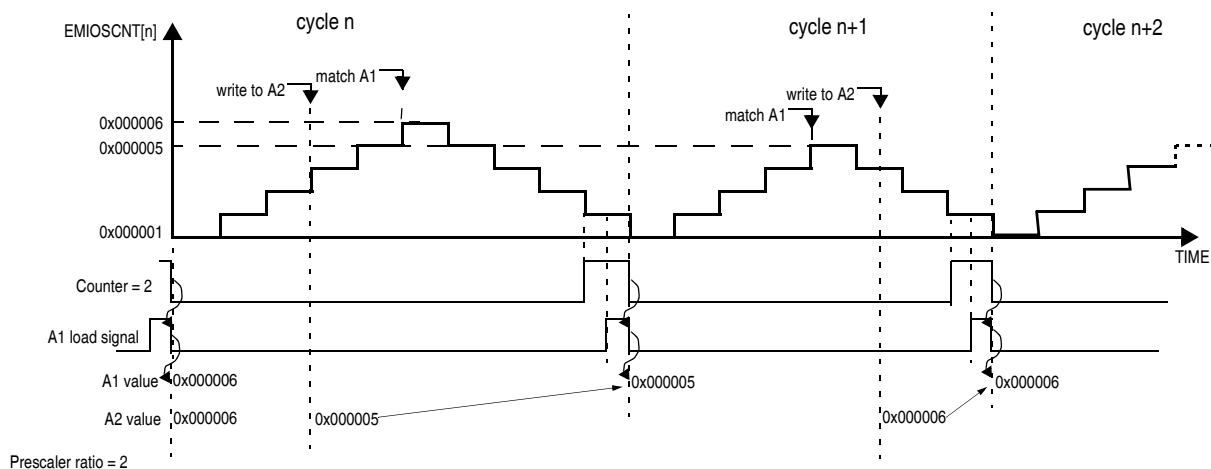 cycle n
cycle n+1
cycle n+2
EMIOSCNT[n]
match A1
write to A2
write to A2
match A1
0x000006
0x000005
0x000001
TIME
Counter = 2
A1 load signal
A1 value 0x000006 0x000005 0x000006
A2 value 0x000006 0x000005 0x000006
Prescaler ratio = 2